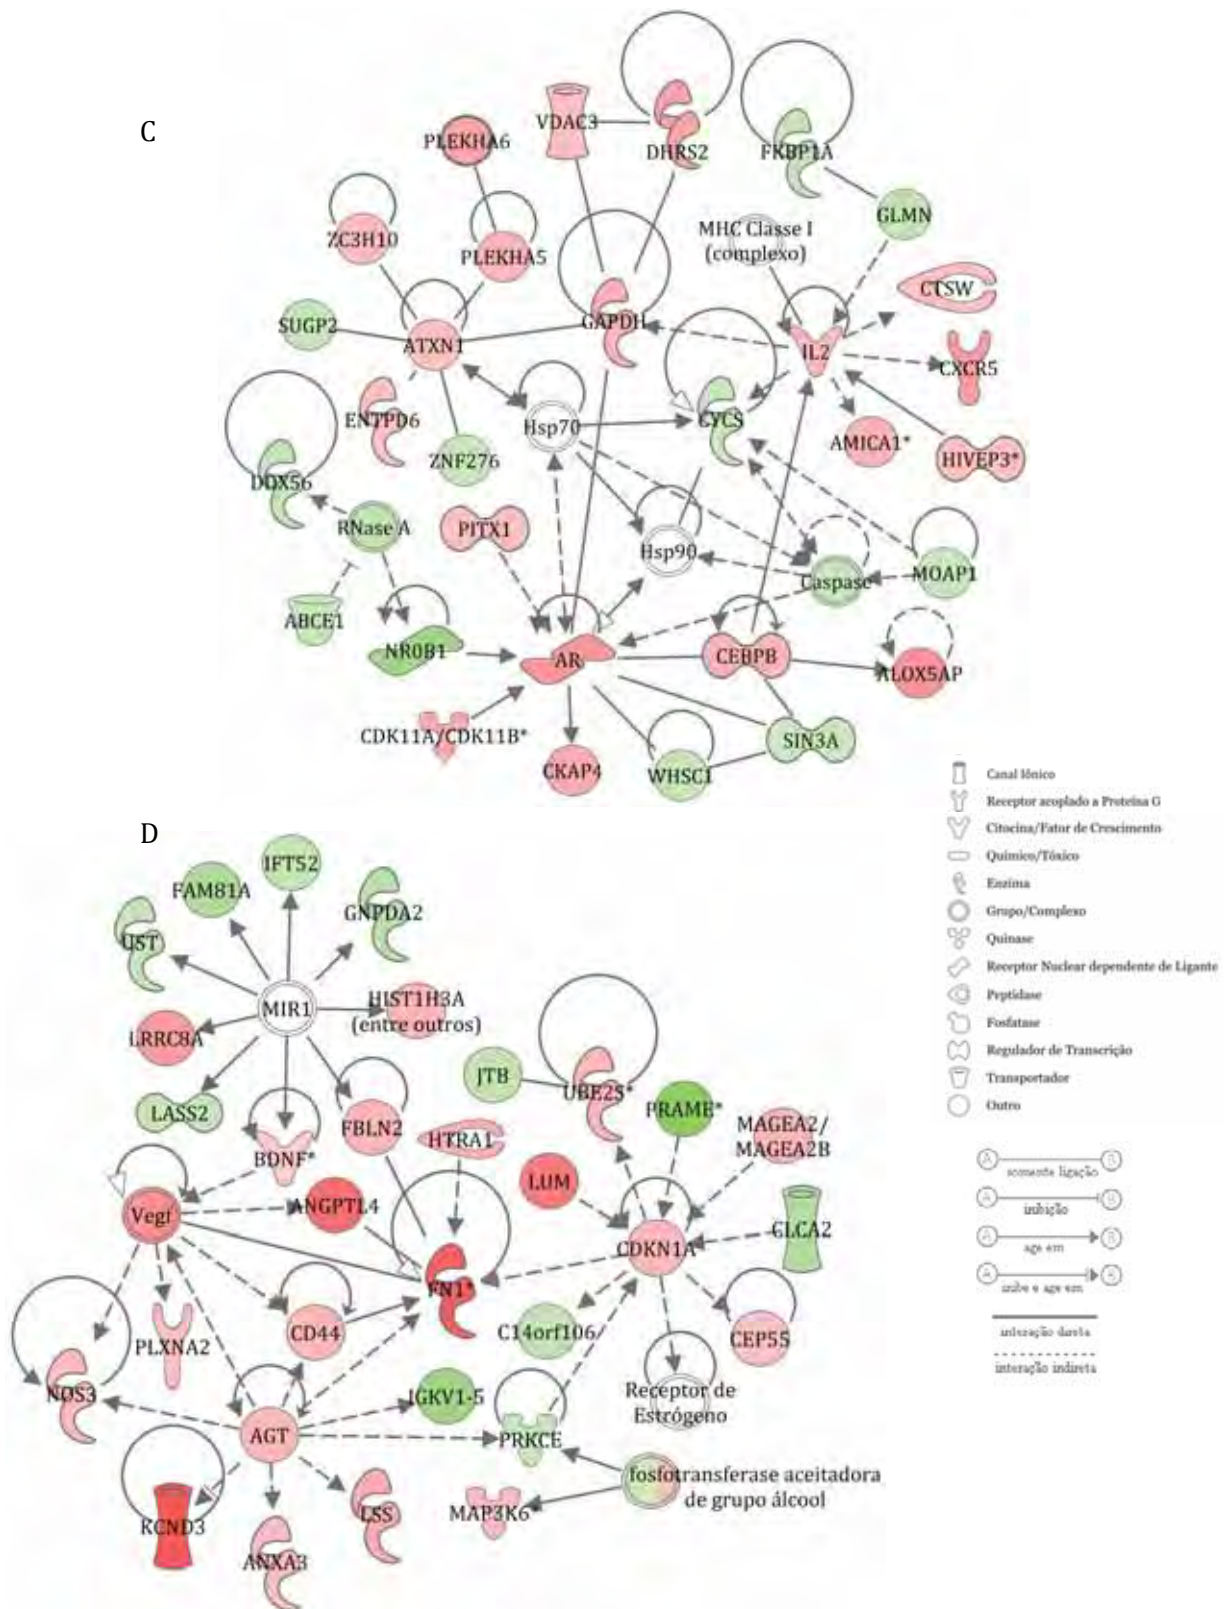 C
PLEKHA6
VDAC3
DHRS2
FKBP1A
GLMN
ZC3H10
PLEKHA5
MHC Classe I
(complexo)
CTSW
SUGP2
ATXN1
GAPDH
IL2
CXCR5
ENTPD6
Hsp70
CYCS
AMICA1*
HIVEP3*
ZNF276
DDX56
RNase A
PITX1
Hsp90
Caspase
MOAP1
ABCE1
NR0B1
AR
CEBPB
ALOX5AP
CDK11A/CDK11B*
CKAP4
WHSC1
SIN3A
Canal Iônico
Receptor acoplado a Proteína G
Citocina/Fator de Crescimento
Químico/Tóxico
Enzima
Grupo/Complexo
Quinase
Receptor Nuclear dependente de Ligante
Peptidase
Fosfatase
Regulador de Transcrição
Transportador
Outro
A B
somente ligação
A B
inibição
A B
age em
A B
inibe e age em
interação direta
interação indireta
D
IFT52
FAM81A
GNPDA2
UST
MIR1
HIST1H3A
(entre outros)
LRRC8A
LASS2
JTB
UBE2S*
PRAME*
MAGEA2/
MAGEA2B
BDNF*
FBLN2
HTRA1
Vegf
ANGPTL4
LUM
CLCA2
CDKN1A
FN1*
PLXNA2
CD44
C14orf106
CEP55
NOS3
IGKV1-5
Receptor de
Estrógeno
AGT
PRKCE
fosfotransferase aceitadora
de grupo álcool
KCND3
LSS
MAP3K6*
ANXA3